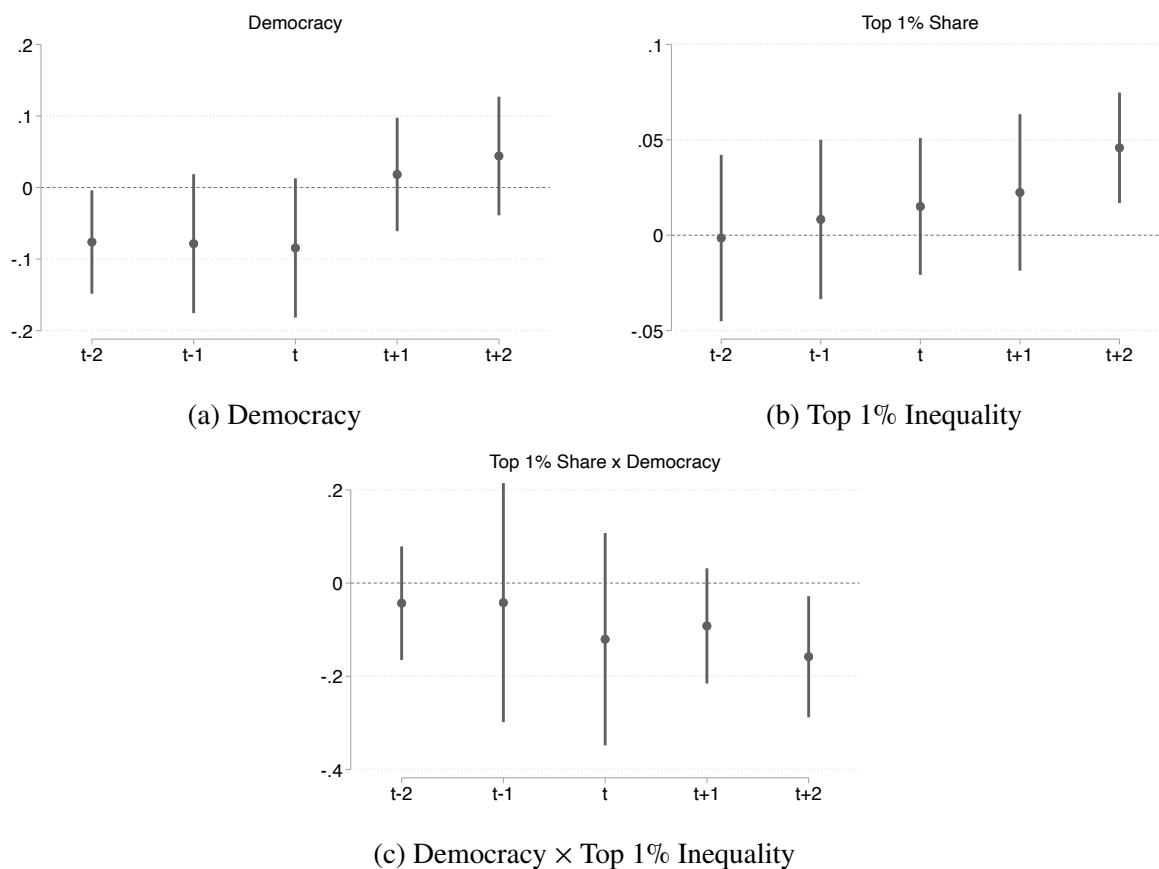 Democracy
.2
.1
0
-.1
-.2
t-2 t-1 t t+1 t+2
(a) Democracy
Top 1% Share
.1
.05
0
-.05
t-2 t-1 t t+1 t+2
(b) Top 1% Inequality
Top 1% Share x Democracy
.2
0
-.2
-.4
t-2 t-1 t t+1 t+2
(c) Democracy × Top 1% Inequality